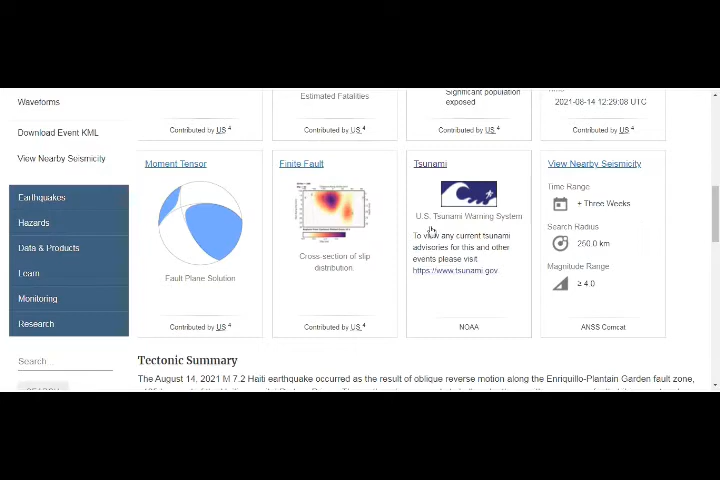 Waveforms
Download Event KML
View Nearby Seismicity
Earthquakes
Hazards
Data & Products
Learn
Monitoring
Research
Search ...
Estimated Fatalities
Significant population
exposed
2021-08-14 12:29:08 UTC
Contributed by US 4
Contributed by US 4
Contributed by US 4
Contributed by US 4
Moment Tensor
Fault Plane Solution
Contributed by US 4
Finite Fault
Cross-section of slip
distribution.
Contributed by US 4
Tsunami
U.S. Tsunami Warning System
To view any current tsunami
advisories for this and other
events please visit
https://www.tsunami.gov.
NOAA
View Nearby Seismicity
Time Range
± Three Weeks
Search Radius
250.0 km
Magnitude Range
≥ 4.0
ANSS Comcat
Tectonic Summary
The August 14, 2021 M 7.2 Haiti earthquake occurred as the result of oblique reverse motion along the Enriquillo-Plantain Garden fault zone,